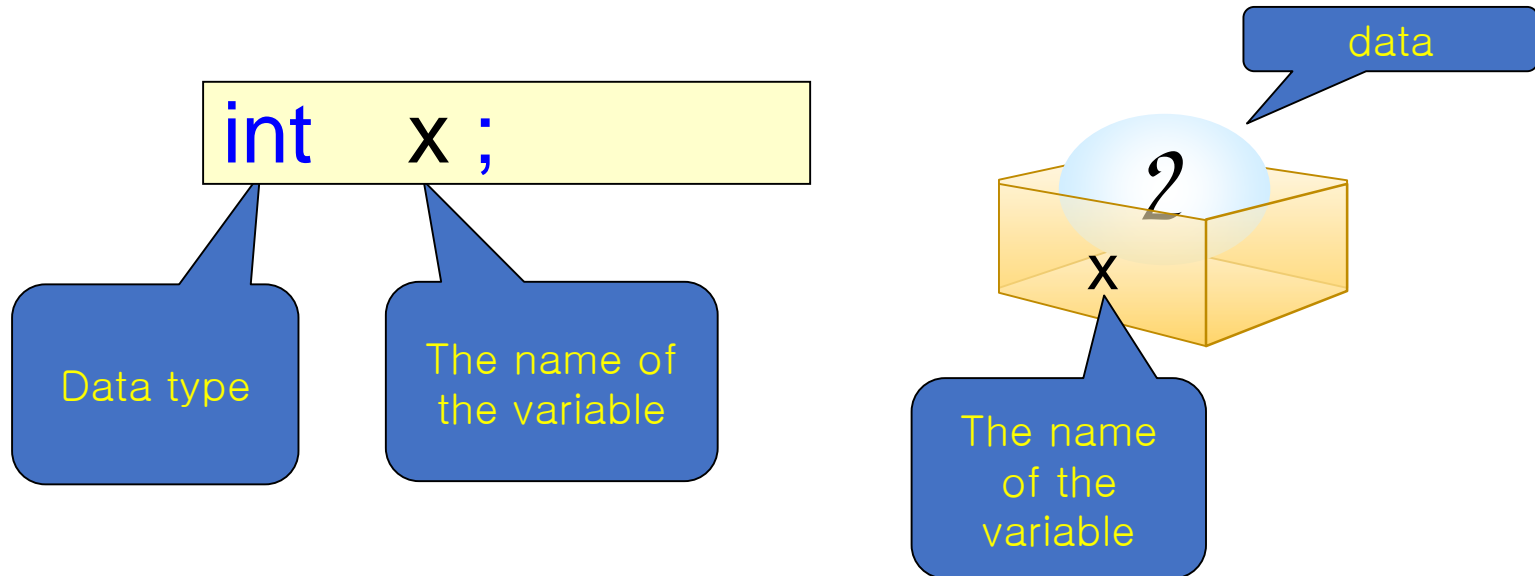 int x ;
Data type
The name of
the variable
data
2
x
The name
of the
variable